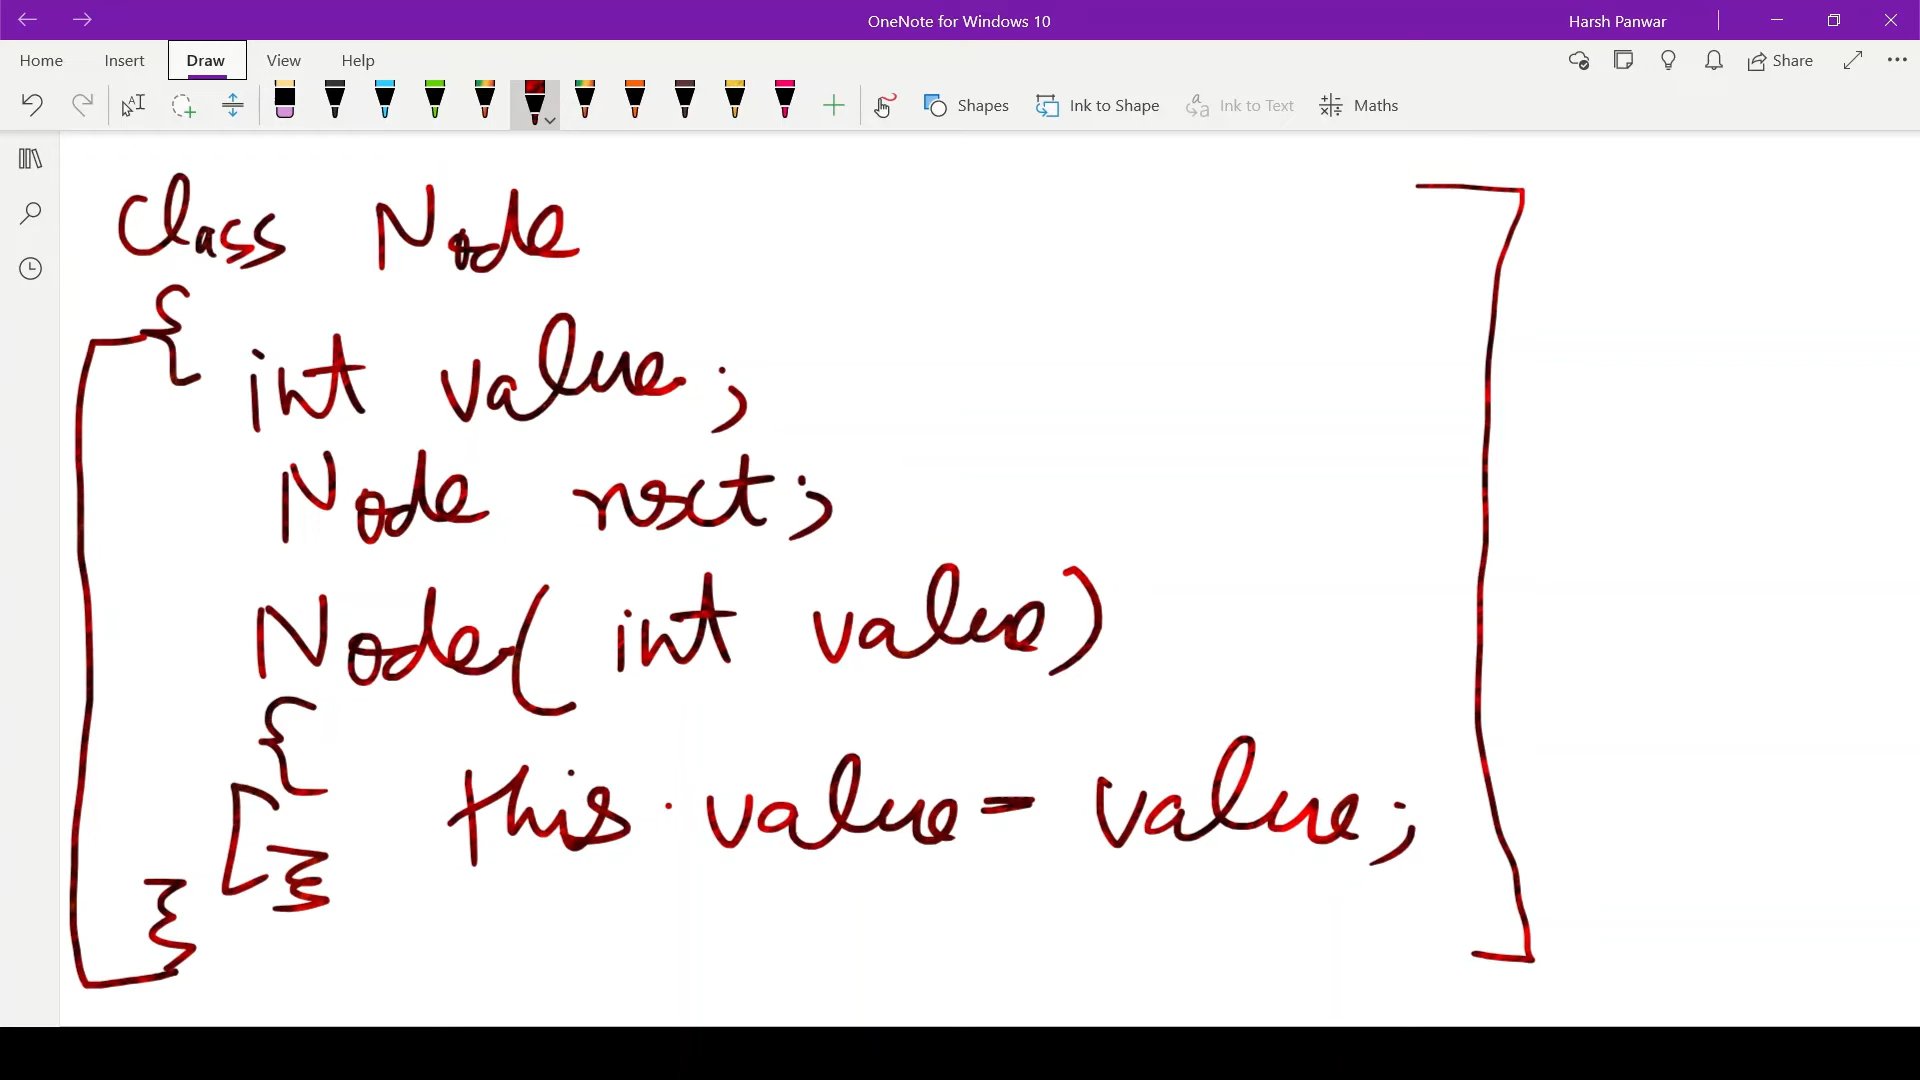 OneNote for Windows 10
Harsh Panwar
Home Insert Draw View Help Share
Shapes Ink to Shape Ink to Text Maths
Class Node
{
int value;
Node next;
Node(int value)
{
this.value = value;
}
}